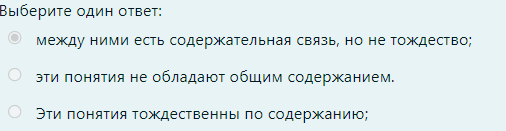 Выберите один ответ:
между ними есть содержательная связь, но не тождество;
эти понятия не обладают общим содержанием.
Эти понятия тождественны по содержанию;